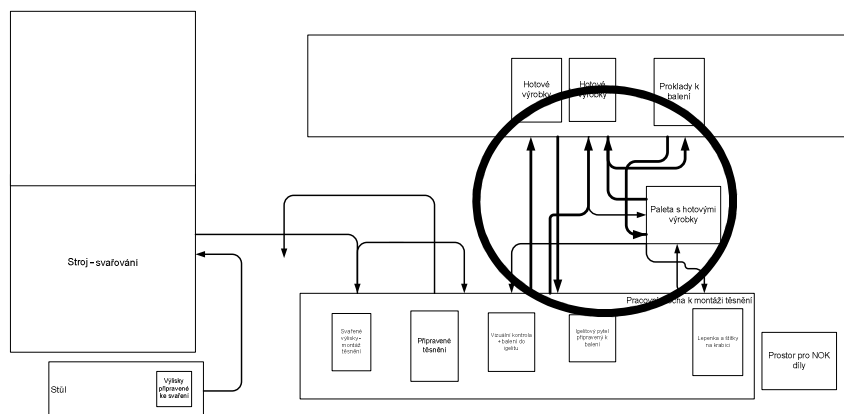 Hotové
výrobky
Hotové
výrobky
Proklady k
balení
Paleta s hotovými
výrobky
Stroj-svařování
Pracovní plocha k montáži těsnění
Svařené
výlisky-
montáž
těsnění
Připravené
těsnění
Vizuální kontrola
+balení do
igelitu
Igelitový pytel
připravený k
balení
Lepenka a štítky
na krabici
Prostor pro NOK
díly
Stůl
Výlisky
připravené
ke svaření